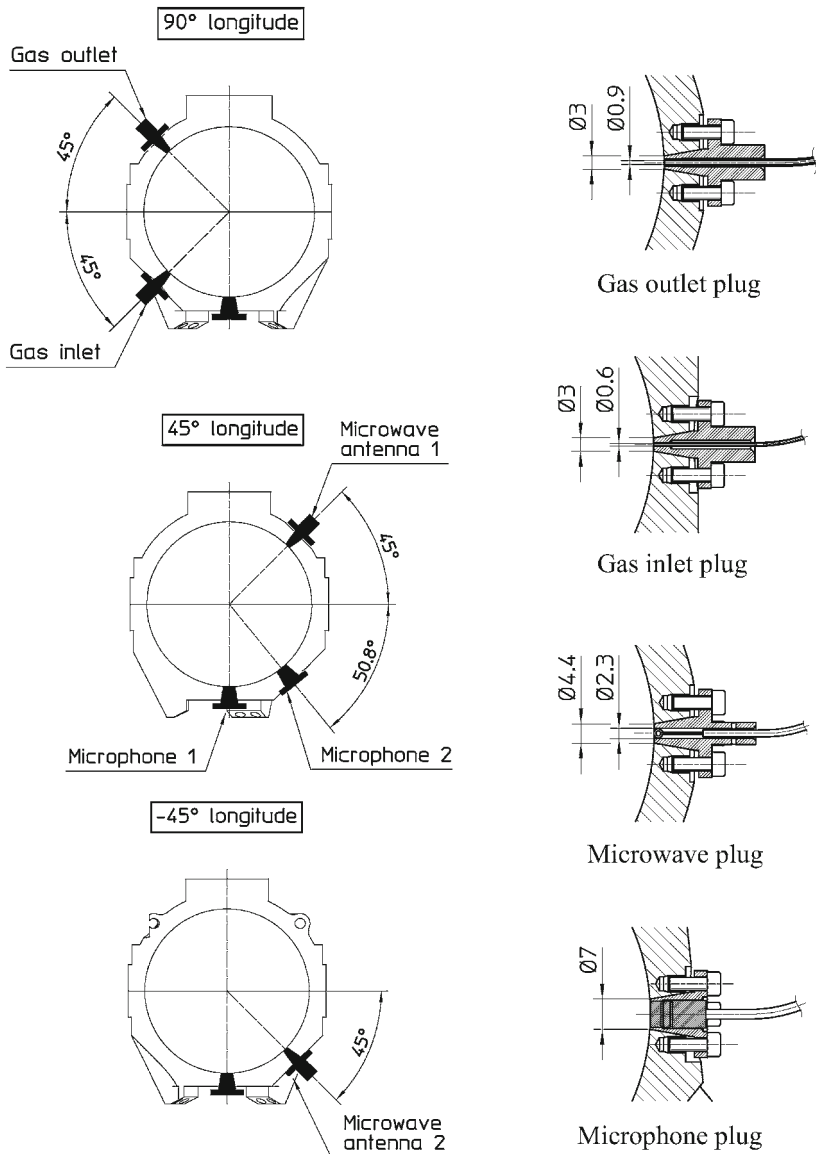 90° longitude
Gas outlet
45°
45°
Gas inlet
Ø3
Ø0.9
Gas outlet plug
45° longitude
Microwave
antenna 1
45°
50.8°
Microphone 1
Microphone 2
Ø3
Ø0.6
Gas inlet plug
Ø4.4
Ø2.3
Microwave plug
-45° longitude
45°
Microwave
antenna 2
Ø7
Microphone plug